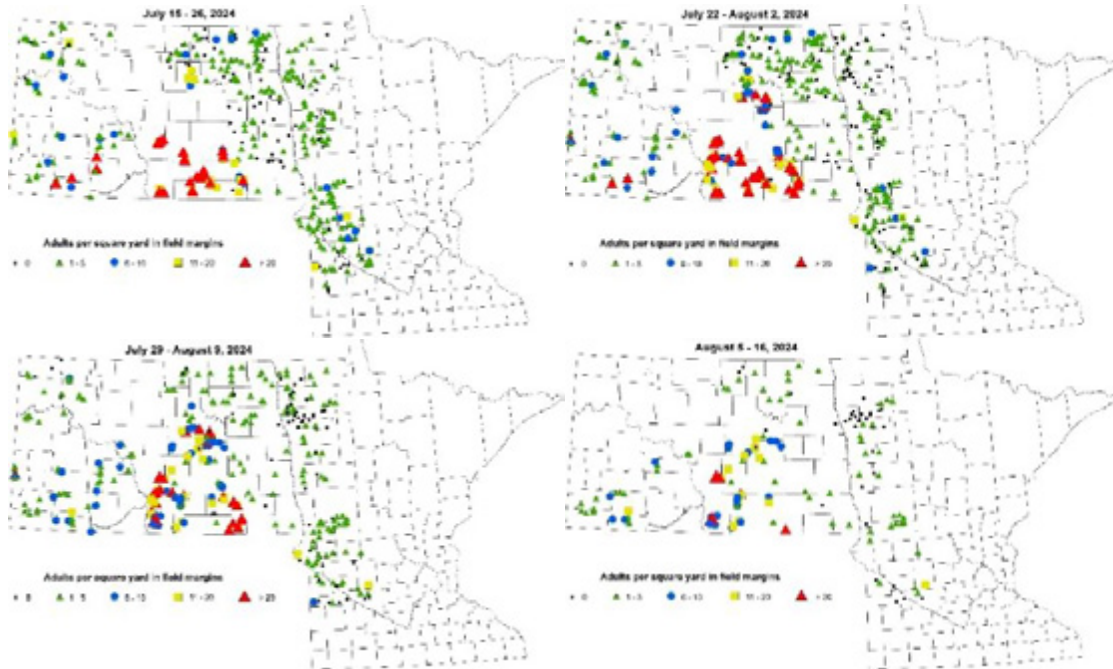 July 15 - 26, 2024
Adults per square yard in field margins
0 1 - 5 6 - 10 11 - 20 > 20
July 22 - August 2, 2024
Adults per square yard in field margins
0 1 - 5 6 - 10 11 - 20 > 20
July 29 - August 9, 2024
Adults per square yard in field margins
0 1 - 5 6 - 10 11 - 20 > 20
August 5 - 16, 2024
Adults per square yard in field margins
0 1 - 5 6 - 10 11 - 20 > 20